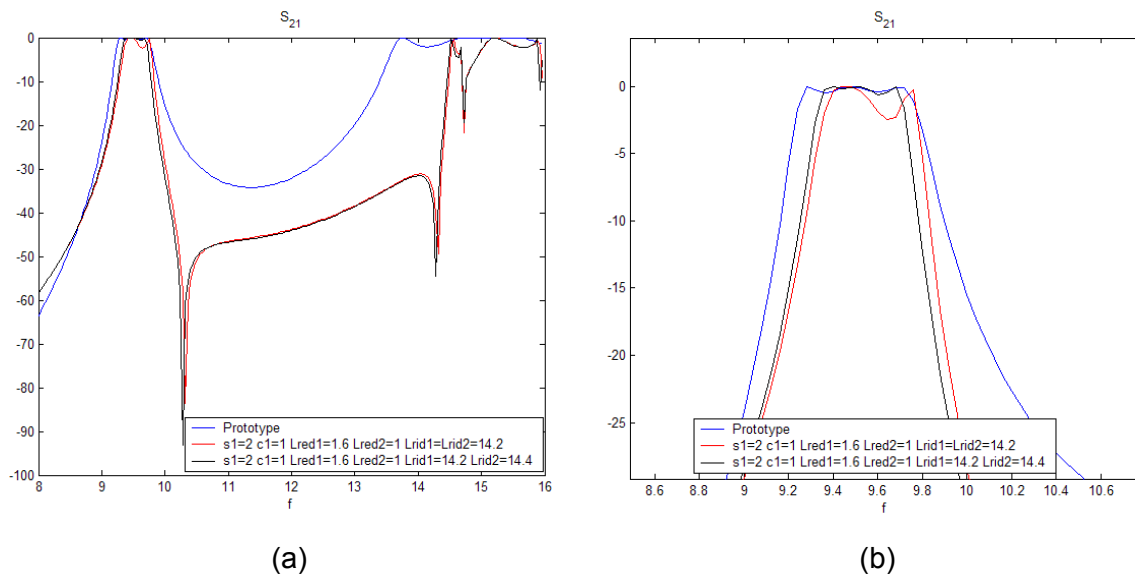 S21
0
-10
-20
-30
-40
-50
-60
-70
-80
-90
-100
8 9 10 11 12 13 14 15 16
f
Prototype
s1=2 c1=1 Lred1=1.6 Lred2=1 Lrid1=Lrid2=14.2
s1=2 c1=1 Lred1=1.6 Lred2=1 Lrid1=14.2 Lrid2=14.4
(a)
S21
0
-5
-10
-15
-20
-25
8.6 8.8 9 9.2 9.4 9.6 9.8 10 10.2 10.4 10.6
f
Prototype
s1=2 c1=1 Lred1=1.6 Lred2=1 Lrid1=Lrid2=14.2
s1=2 c1=1 Lred1=1.6 Lred2=1 Lrid1=14.2 Lrid2=14.4
(b)